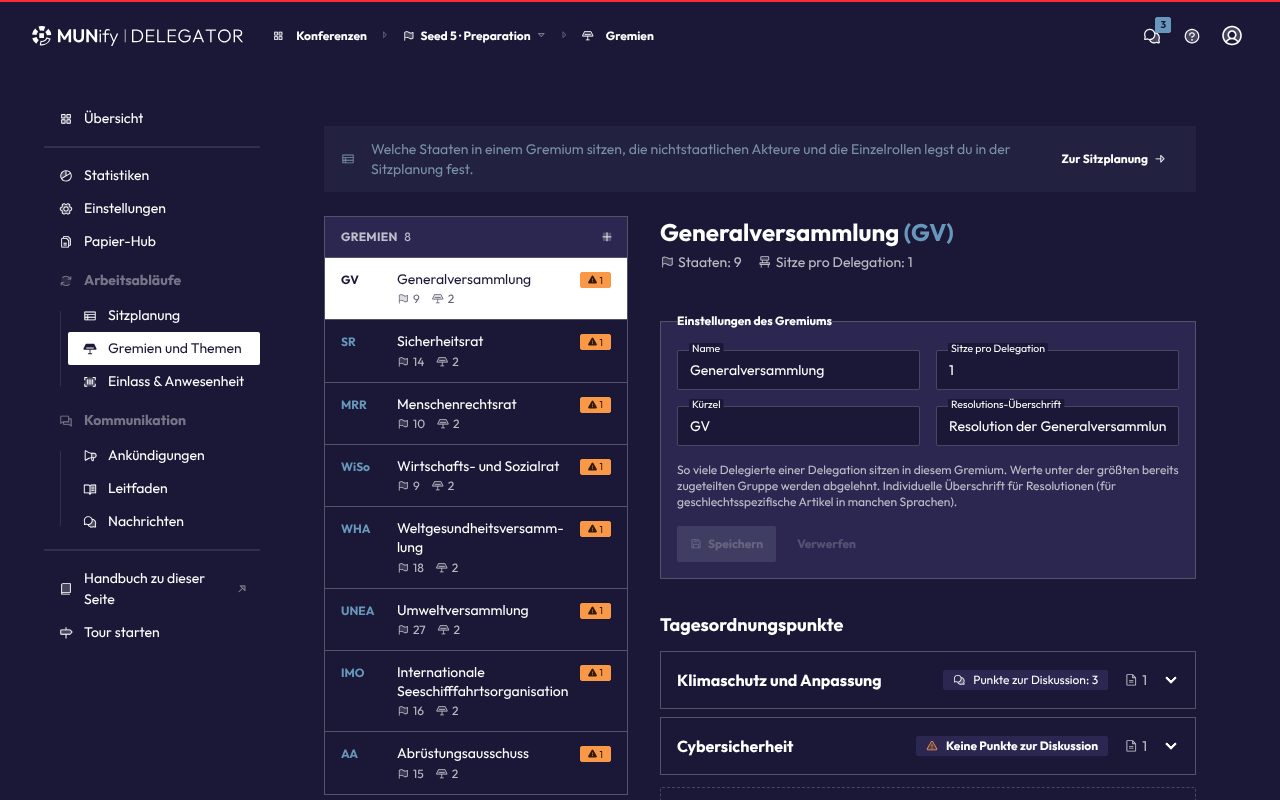 MUNify | DELEGATOR
Konferenzen
Seed 5 · Preparation
Gremien
3
Übersicht
Statistiken
Einstellungen
Papier-Hub
Arbeitsabläufe
Sitzplanung
Gremien und Themen
Einlass & Anwesenheit
Kommunikation
Ankündigungen
Leitfaden
Nachrichten
Handbuch zu dieser
Seite
Tour starten
Welche Staaten in einem Gremium sitzen, die nichtstaatlichen Akteure und die Einzelrollen legst du in der
Sitzplanung fest.
Zur Sitzplanung
GREMIEN 8
GV Generalversammlung 1
9 2
SR Sicherheitsrat 1
14 2
MRR Menschenrechtsrat 1
10 2
WiSo Wirtschafts- und Sozialrat 1
9 2
WHA Weltgesundheitsversamm-
lung 1
18 2
UNEA Umweltversammlung 1
27 2
IMO Internationale
Seeschifffahrtsorganisation 1
16 2
AA Abrüstungsausschuss 1
15 2
Generalversammlung (GV)
Staaten: 9 Sitze pro Delegation: 1
Einstellungen des Gremiums
Name
Generalversammlung
Sitze pro Delegation
1
Kürzel
GV
Resolutions-Überschrift
Resolution der Generalversammlun
So viele Delegierte einer Delegation sitzen in diesem Gremium. Werte unter der größten bereits
zugeteilten Gruppe werden abgelehnt. Individuelle Überschrift für Resolutionen (für
geschlechtsspezifische Artikel in manchen Sprachen).
Speichern
Verwerfen
Tagesordnungspunkte
Klimaschutz und Anpassung
Punkte zur Diskussion: 3
1
Cybersicherheit
Keine Punkte zur Diskussion
1